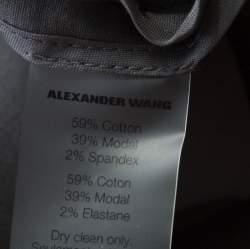 ALEXANDER WANG
59% Cotton
39% Modal
2% Spandex
59% Coton
39% Modal
2% Elastane
Dry clean only.